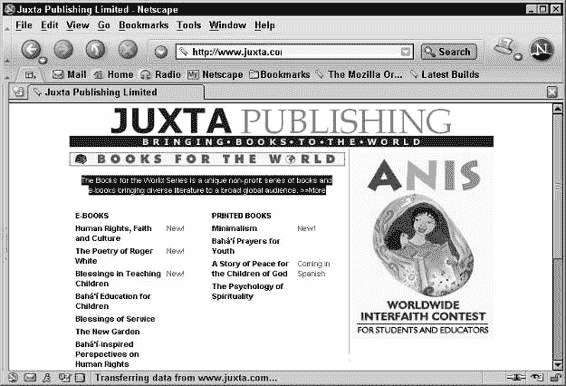 Juxta Publishing Limited - Netscape
File Edit View Go Bookmarks Tools Window Help
http://www.juxta.co
Search
N
Mail Home Radio Netscape Bookmarks The Mozilla Or... Latest Builds
Juxta Publishing Limited
JUXTA PUBLISHING
BRINGING•BOOKS•TO•THE•WORLD
BOOKS FOR THE WORLD
The Books for the World Series is a unique non-profit series of books and
e-books bringing diverse literature to a broad global audience. >>More
E-BOOKS
Human Rights, Faith New!
and Culture
The Poetry of Roger New!
White
Blessings in Teaching New!
Children
Bahá'í Education for
Children
Blessings of Service
The New Garden
Bahá'í-inspired
Perspectives on
Human Rights
PRINTED BOOKS
Minimalism New!
Bahá'í Prayers for
Youth
A Story of Peace for Coming in
the Children of God Spanish
The Psychology of
Spirituality
ANIS
WORLDWIDE
INTERFAITH CONTEST
FOR STUDENTS AND EDUCATORS
Transferring data from www.juxta.com...